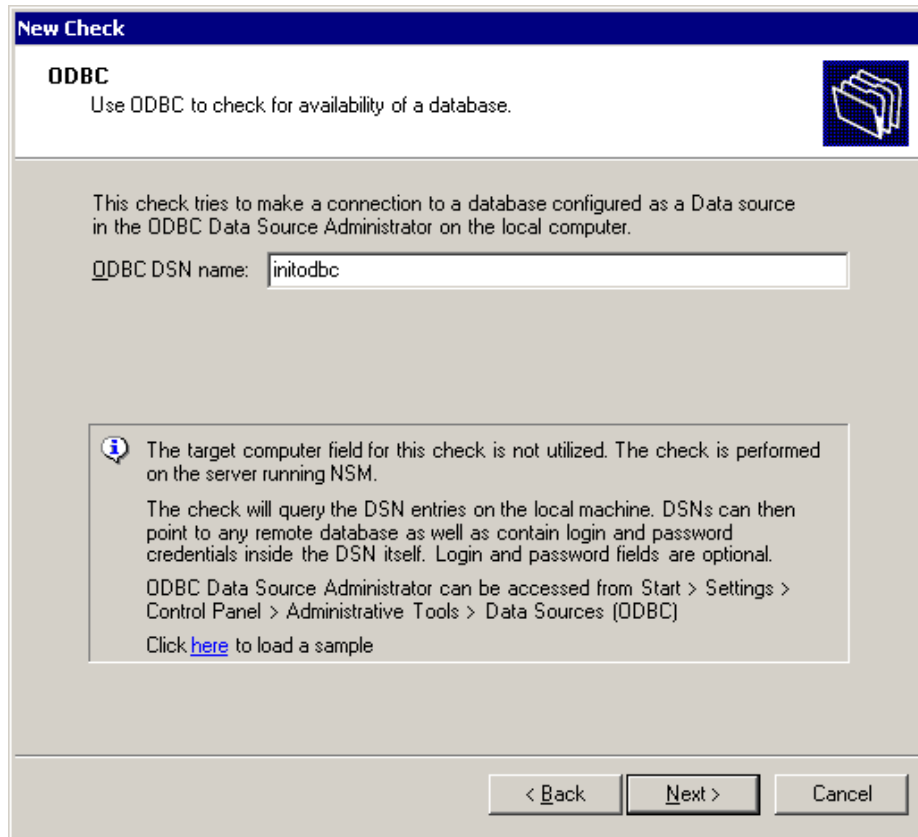 New Check
ODBC
Use ODBC to check for availability of a database.
This check tries to make a connection to a database configured as a Data source
in the ODBC Data Source Administrator on the local computer.
ODBC DSN name: initodbc
The target computer field for this check is not utilized. The check is performed
on the server running NSM.
The check will query the DSN entries on the local machine. DSNs can then
point to any remote database as well as contain login and password
credentials inside the DSN itself. Login and password fields are optional.
ODBC Data Source Administrator can be accessed from Start > Settings >
Control Panel > Administrative Tools > Data Sources (ODBC)
Click here to load a sample
< Back Next > Cancel